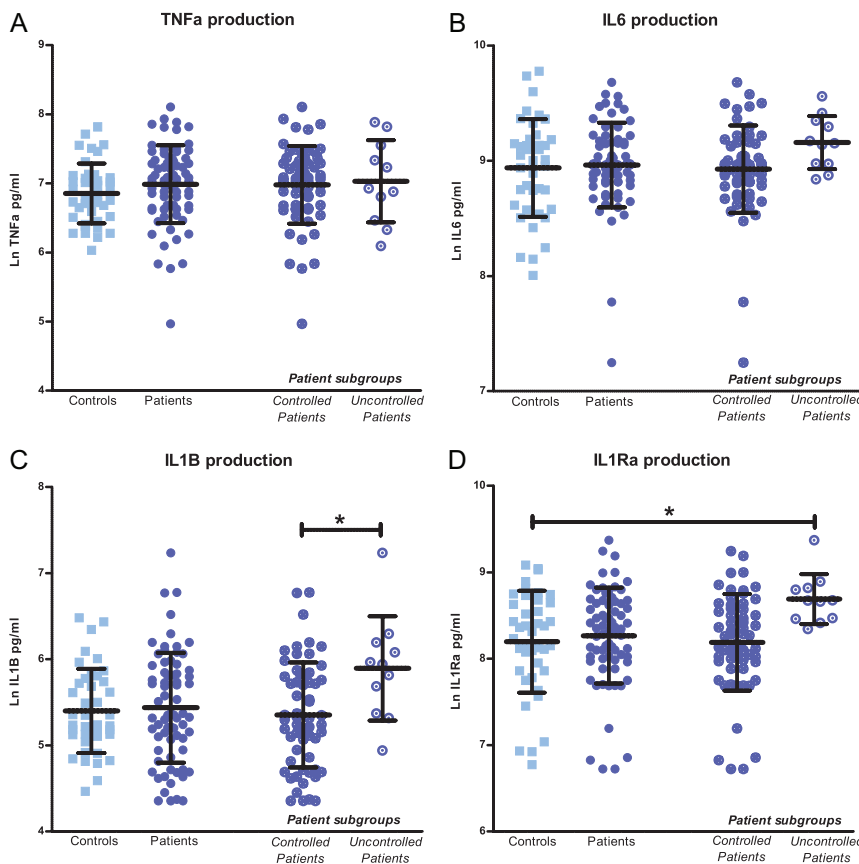 A
TNFa production
Ln TNFa pg/ml
9
8
7
6
5
4
Patient subgroups
Controls
Patients
Controlled
Patients
Uncontrolled
Patients
B
IL6 production
Ln IL6 pg/ml
10
9
8
7
Patient subgroups
Controls
Patients
Controlled
Patients
Uncontrolled
Patients
C
IL1B production
Ln IL1B pg/ml
8
7
6
5
4
*
Patient subgroups
Controls
Patients
Controlled
Patients
Uncontrolled
Patients
D
IL1Ra production
Ln IL1Ra pg/ml
10
9
8
7
6
*
Patient subgroups
Controls
Patients
Controlled
Patients
Uncontrolled
Patients